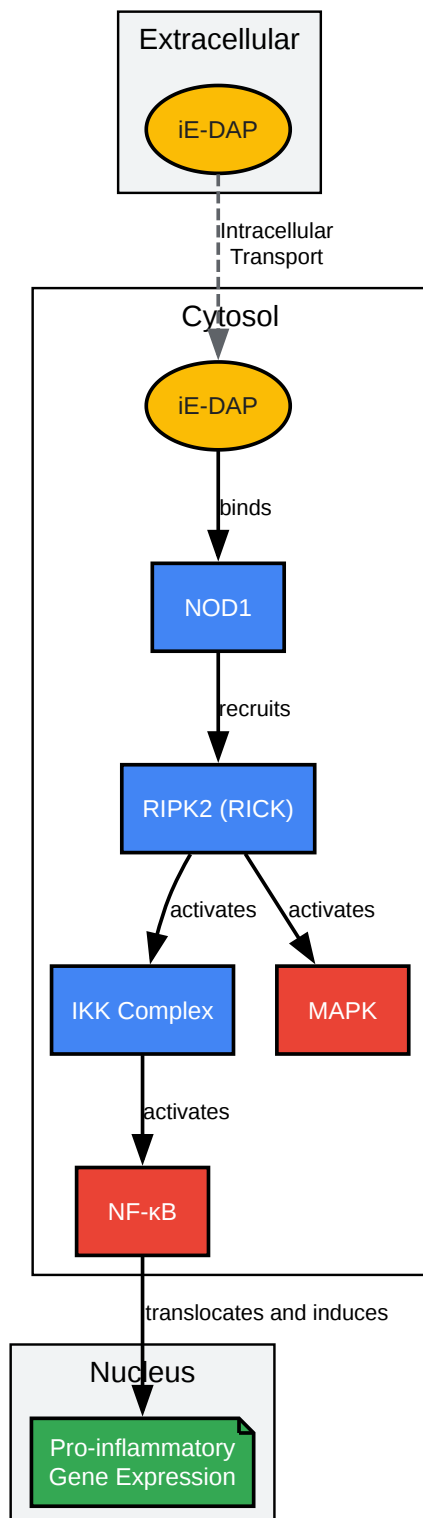 Extracellular
iE-DAP
Intracellular
Transport
Cytosol
iE-DAP
binds
NOD1
recruits
RIPK2 (RICK)
activates
activates
IKK Complex
MAPK
activates
NF-κB
translocates and induces
Nucleus
Pro-inflammatory
Gene Expression